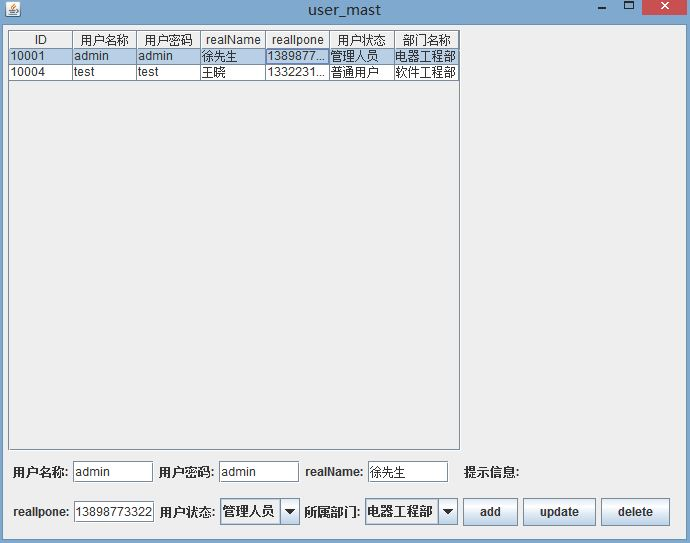 user_mast
ID 用户名称 用户密码 realName realIpone 用户状态 部门名称
10001 admin admin 徐先生 1389877... 管理人员 电器工程部
10004 test test 王晓 1332231... 普通用户 软件工程部
用户名称: admin 用户密码: admin realName: 徐先生 提示信息:
realIpone: 13898773322 用户状态: 管理人员 所属部门: 电器工程部 add update delete